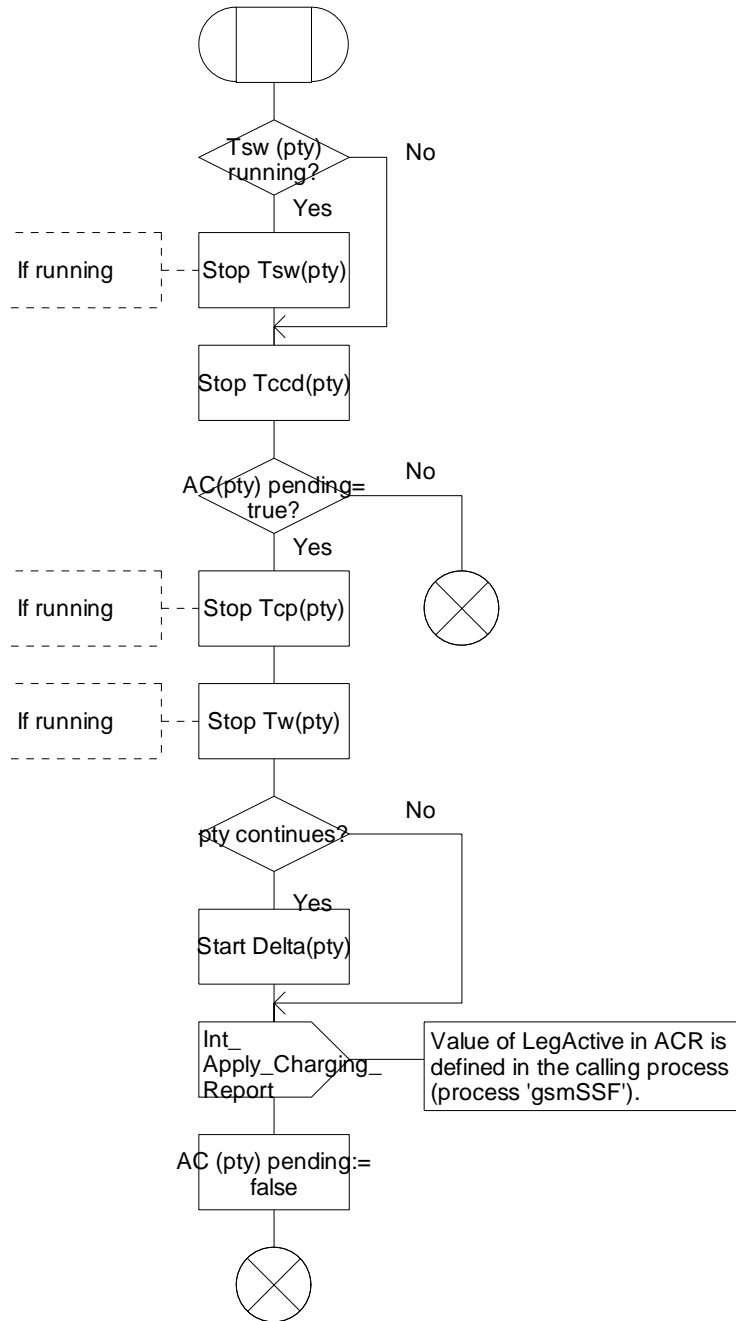 Tsw (pty)
running?
No
Yes
If running
Stop Tsw(pty)
Stop Tccd(pty)
AC(pty) pending=
true?
No
Yes
If running
Stop Tcp(pty)
If running
Stop Tw(pty)
pty continues?
No
Yes
Start Delta(pty)
Int_
Apply_Charging_
Report
Value of LegActive in ACR is
defined in the calling process
(process 'gsmSSF').
AC (pty) pending:=
false